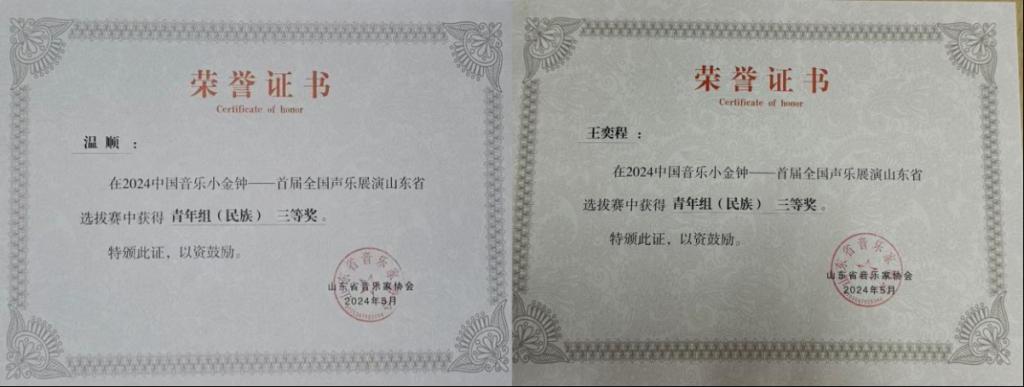 荣誉证书
Certificate of honor
温 顺 ：
在2024中国音乐小金钟——首届全国声乐展演山东省
选拔赛中获得 青年组（民族） 三等奖 。
特颁此证，以资鼓励。
山东省音乐家协会
2024年5月
荣誉证书
Certificate of honor
王奕程：
在2024中国音乐小金钟——首届全国声乐展演山东省
选拔赛中获得 青年组（民族） 三等奖 。
特颁此证，以资鼓励。
山东省音乐家协会
2024年5月